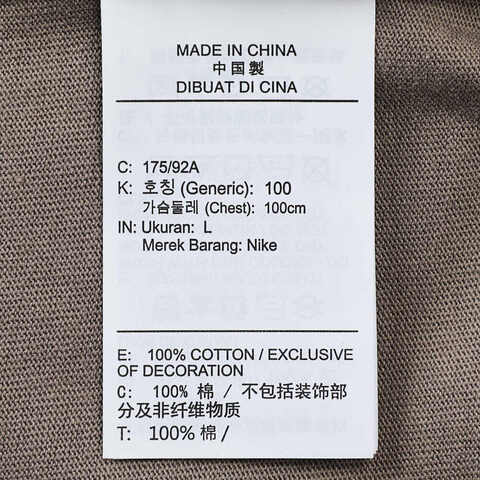 MADE IN CHINA
中国製
DIBUAT DI CINA
C: 175/92A
K: 호칭 (Generic): 100
가슴둘레 (Chest): 100cm
IN: Ukuran: L
Merek Barang: Nike
E: 100% COTTON / EXCLUSIVE
OF DECORATION
C: 100% 棉 / 不包括装饰部
分及非纤维物质
T: 100% 棉 /